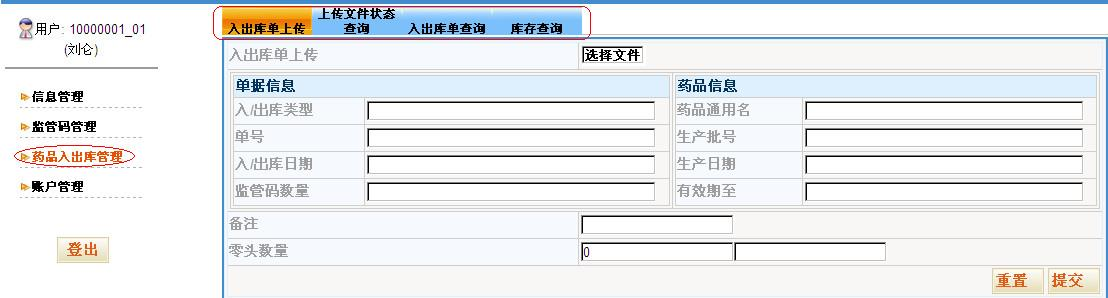 用户: 10000001_01
(刘仑)
信息管理
监管码管理
药品入出库管理
账户管理
登出
入出库单上传
上传文件状态
查询
入出库单查询
库存查询
入出库单上传
选择文件
单据信息
药品信息
入/出库类型
药品通用名
单号
生产批号
入/出库日期
生产日期
监管码数量
有效期至
备注
零头数量
0
重置
提交